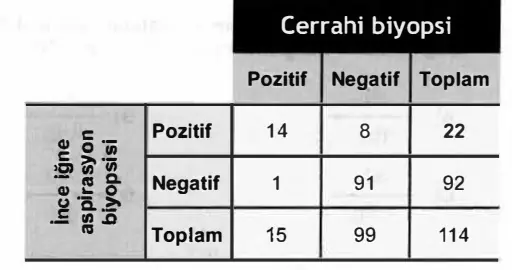 Cerrahi biyopsi
Pozitif Negatif Toplam
İnce iğne
aspirasyon
biyopsisi
Pozitif 14 8 22
Negatif 1 91 92
Toplam 15 99 114